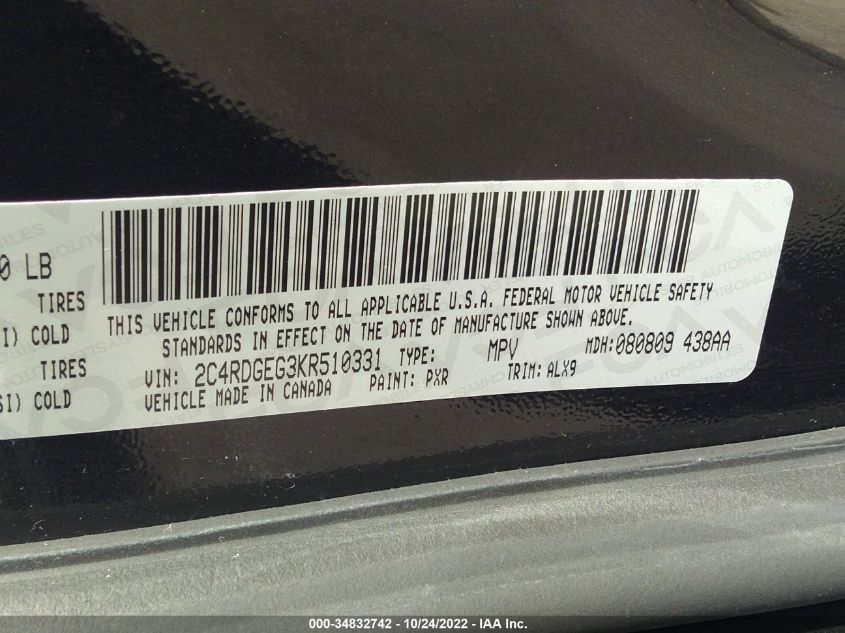 0 LB
TIRES
I) COLD
TIRES
SI) COLD
THIS VEHICLE CONFORMS TO ALL APPLICABLE U.S.A. FEDERAL MOTOR VEHICLE SAFETY
STANDARDS IN EFFECT ON THE DATE OF MANUFACTURE SHOWN ABOVE.
VIN: 2C4RDGEG3KR510331 TYPE: MPV MDH:080809 438AA
VEHICLE MADE IN CANADA PAINT: PXR TRIM: ALX9
000-34832742 - 10/24/2022 - IAA Inc.